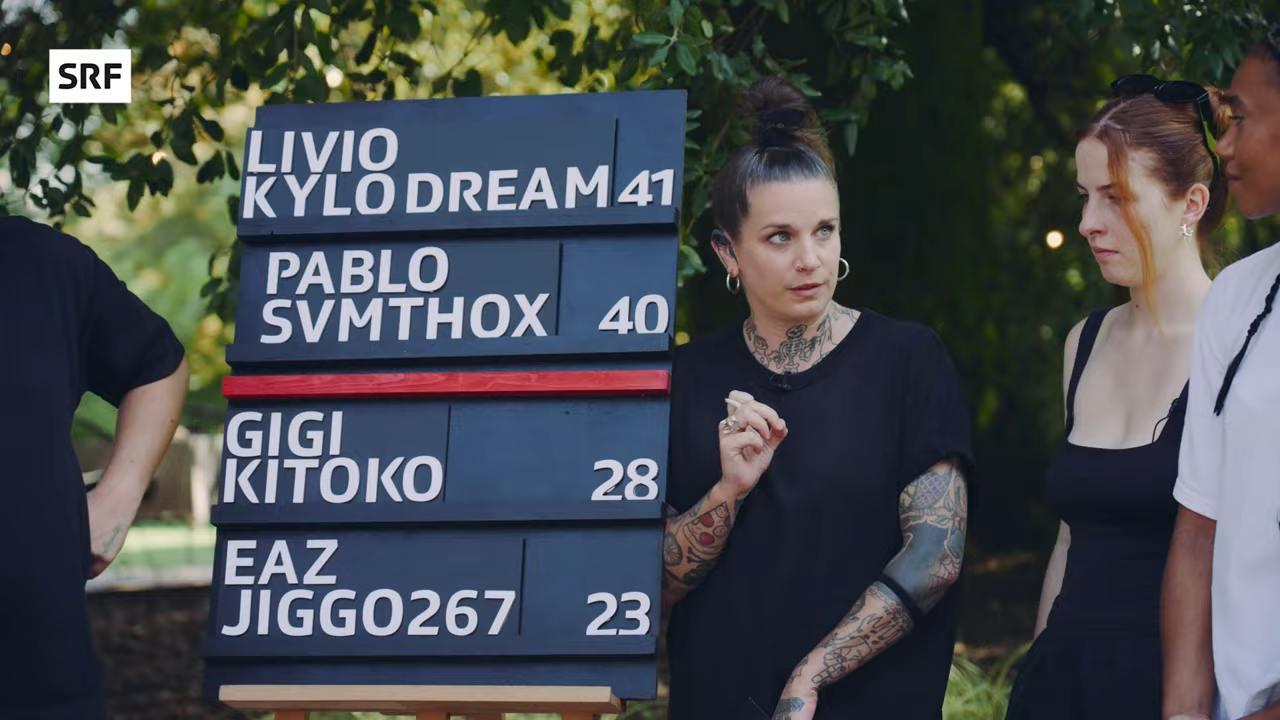 SRF
LIVIO
KYLO DREAM 41
PABLO
SVMTHOX 40
GIGI
KITOKO 28
EAZ
JIGGO267 23